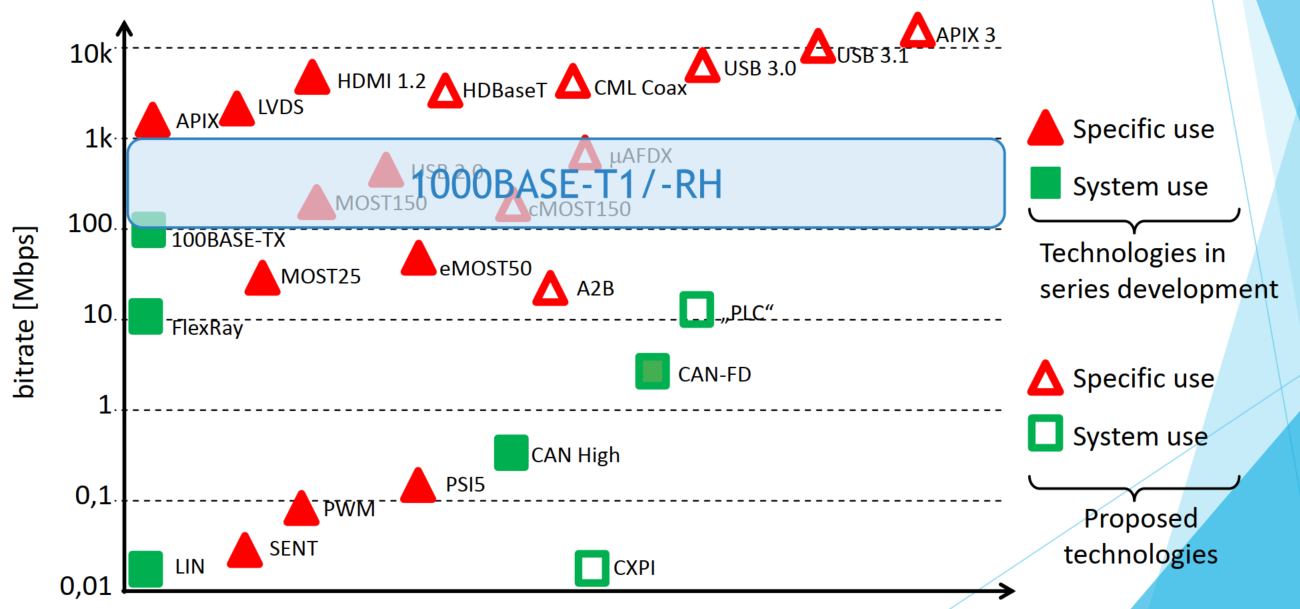 10k
APIX 3
USB 3.1
USB 3.0
HDMI 1.2
HDBaseT
CML Coax
LVDS
APIX
1k
µAFDX
USB 2.0
1000BASE-T1/-RH
MOST150
cMOST150
100
100BASE-TX
eMOST50
MOST25
A2B
10
„PLC“
FlexRay
CAN-FD
1
CAN High
PSI5
0,1
PWM
SENT
LIN
CXPI
0,01
bitrate [Mbps]
Specific use
System use
Technologies in
series development
Specific use
System use
Proposed
technologies